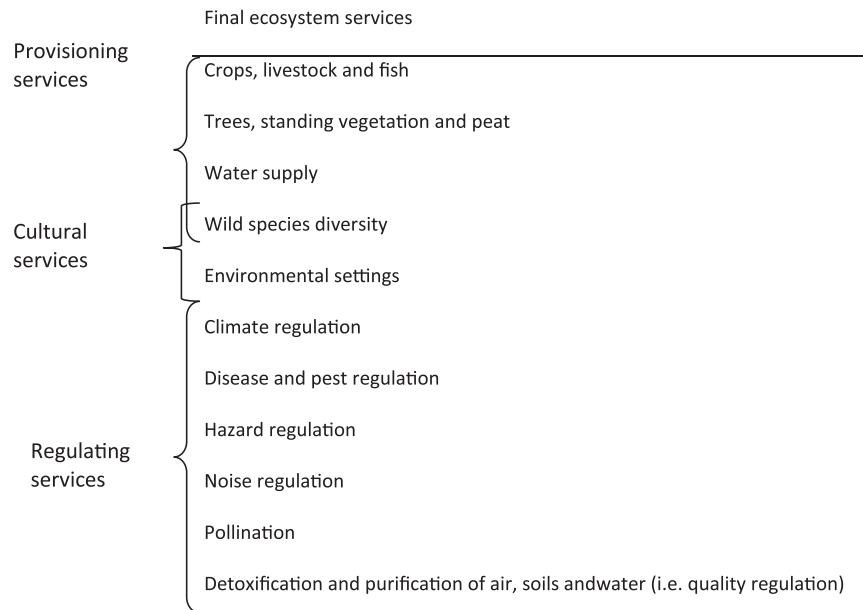 Final ecosystem services
Provisioning
services
Crops, livestock and fish
Trees, standing vegetation and peat
Water supply
Wild species diversity
Cultural
services
Environmental settings
Climate regulation
Disease and pest regulation
Hazard regulation
Regulating
services
Noise regulation
Pollination
Detoxification and purification of air, soils andwater (i.e. quality regulation)